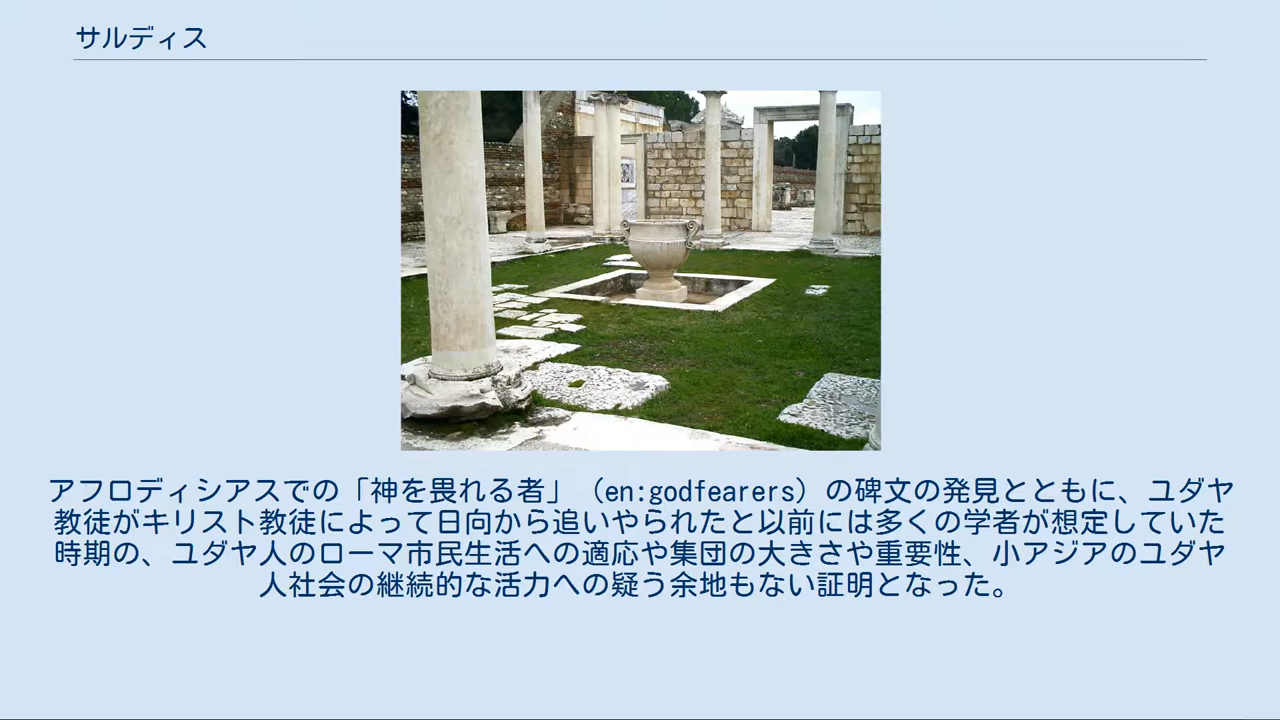 サルディス
アフロディシアスでの「神を畏れる者」（en:godfearers）の碑文の発見とともに、ユダヤ
教徒がキリスト教徒によって日向から追いやられたと以前には多くの学者が想定していた
時期の、ユダヤ人のローマ市民生活への適応や集団の大きさや重要性、小アジアのユダヤ
人社会の継続的な活力への疑う余地もない証明となった。